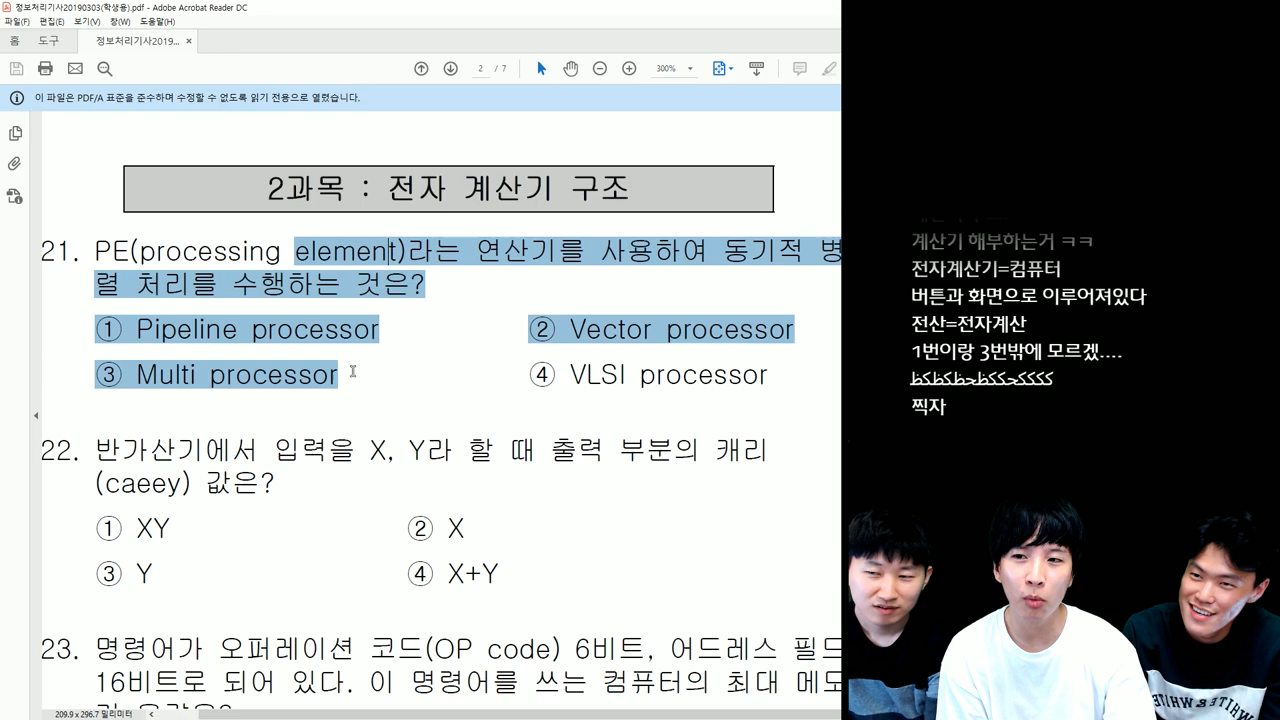 정보처리기사20190303(학생용).pdf - Adobe Acrobat Reader DC
파일(F) 편집(E) 보기(V) 창(W) 도움말(H)
홈 도구 정보처리기사2019... ×
2 / 7 300%
이 파일은 PDF/A 표준을 준수하며 수정할 수 없도록 읽기 전용으로 열렸습니다.
2과목 : 전자 계산기 구조
21. PE(processing element)라는 연산기를 사용하여 동기적 병
렬 처리를 수행하는 것은?
① Pipeline processor ② Vector processor
③ Multi processor ④ VLSI processor
22. 반가산기에서 입력을 X, Y라 할 때 출력 부분의 캐리
(caeey) 값은?
① XY ② X
③ Y ④ X+Y
23. 명령어가 오퍼레이션 코드(OP code) 6비트, 어드레스 필드
16비트로 되어 있다. 이 명령어를 쓰는 컴퓨터의 최대 메모
209.9 x 296.7 밀리미터
계산기 해부하는거 ㅋㅋ
전자계산기=컴퓨터
버튼과 화면으로 이루어져있다
전산=전자계산
1번이랑 3번밖에 모르겠....
찍자
WHITE & WHITE